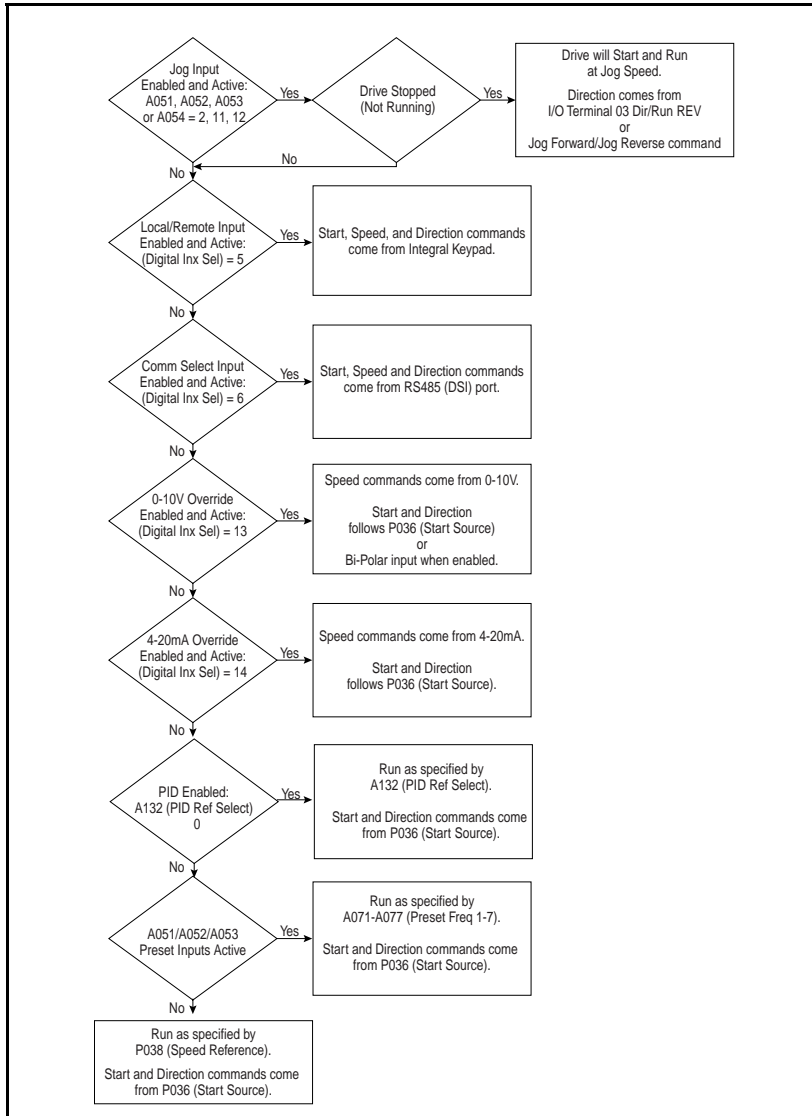 Jog Input
Enabled and Active:
A051, A052, A053
or A054 = 2, 11, 12
Yes
Drive Stopped
(Not Running)
Yes
Drive will Start and Run
at Jog Speed.
Direction comes from
I/O Terminal 03 Dir/Run REV
or
Jog Forward/Jog Reverse command
No
No
Local/Remote Input
Enabled and Active:
(Digital Inx Sel) = 5
Yes
Start, Speed, and Direction commands
come from Integral Keypad.
No
Comm Select Input
Enabled and Active:
(Digital Inx Sel) = 6
Yes
Start, Speed and Direction commands
come from RS485 (DSI) port.
No
0-10V Override
Enabled and Active:
(Digital Inx Sel) = 13
Yes
Speed commands come from 0-10V.
Start and Direction
follows P036 (Start Source)
or
Bi-Polar input when enabled.
No
4-20mA Override
Enabled and Active:
(Digital Inx Sel) = 14
Yes
Speed commands come from 4-20mA.
Start and Direction
follows P036 (Start Source).
No
PID Enabled:
A132 (PID Ref Select)
0
Yes
Run as specified by
A132 (PID Ref Select).
Start and Direction commands come
from P036 (Start Source).
No
A051/A052/A053
Preset Inputs Active
Yes
Run as specified by
A071-A077 (Preset Freq 1-7).
Start and Direction commands come
from P036 (Start Source).
No
Run as specified by
P038 (Speed Reference).
Start and Direction commands come
from P036 (Start Source).